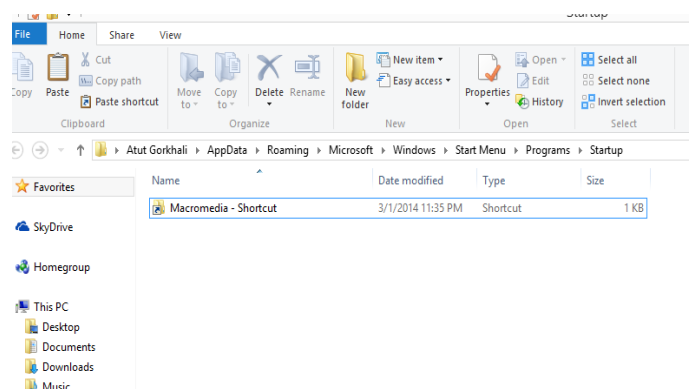 Startup
File Home Share View
Cut
Copy path
Paste shortcut
Copy Paste
Clipboard
Move to
Copy to
Delete Rename
Organize
New folder
New item
Easy access
New
Properties
Open
Edit
History
Open
Select all
Select none
Invert selection
Select
Atut Gorkhali Ꮠ AppData Roaming Microsoft Windows Start Menu Programs Startup
Name Date modified Type Size
Macromedia - Shortcut 3/1/2014 11:35 PM Shortcut 1 KB
Favorites
SkyDrive
Homegroup
This PC
Desktop
Documents
Downloads
Music